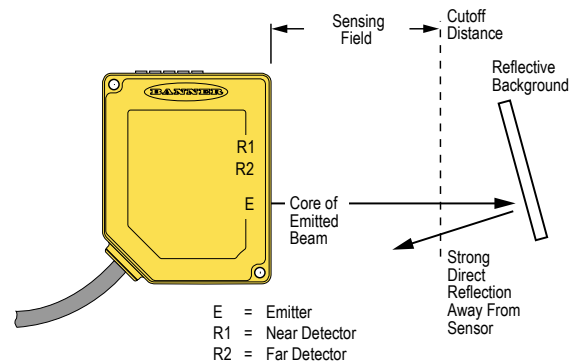 Sensing
Field
Cutoff
Distance
Reflective
Background
BANNER
R1
R2
E
Core of
Emitted
Beam
Strong
Direct
Reflection
Away From
Sensor
E = Emitter
R1 = Near Detector
R2 = Far Detector